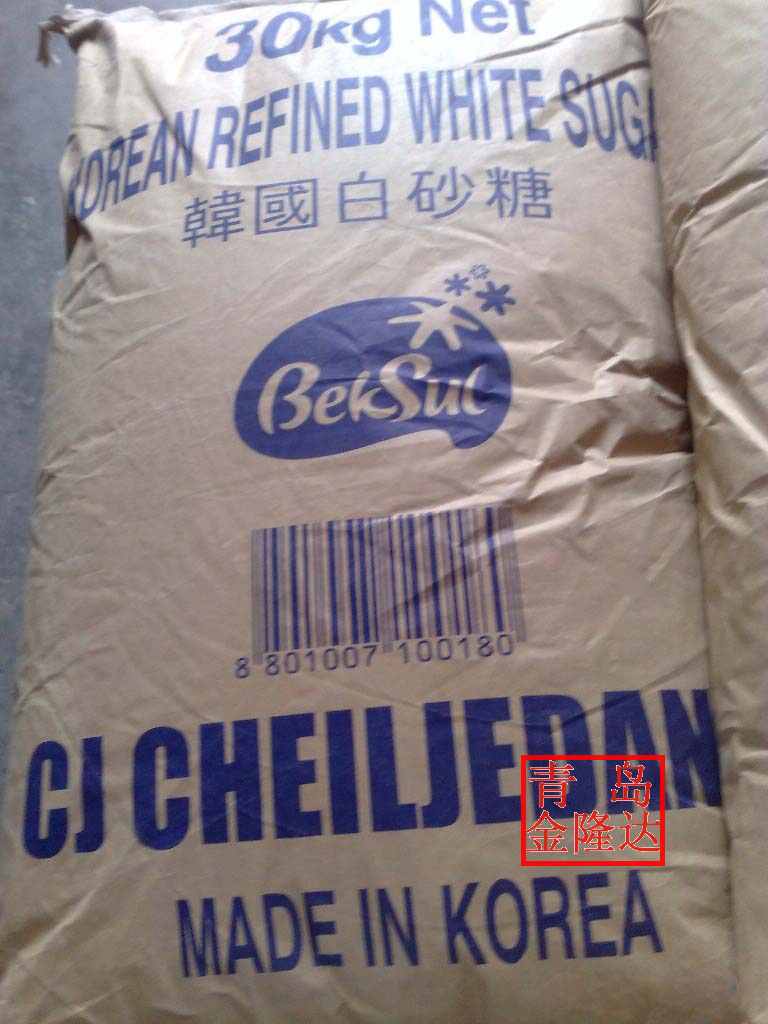 30kg Net
KOREAN REFINED WHITE SUGA
韓國白砂糖
BekSul
8 801007 100180
CJ CHEILJEDAN
青岛
金隆达
MADE IN KOREA